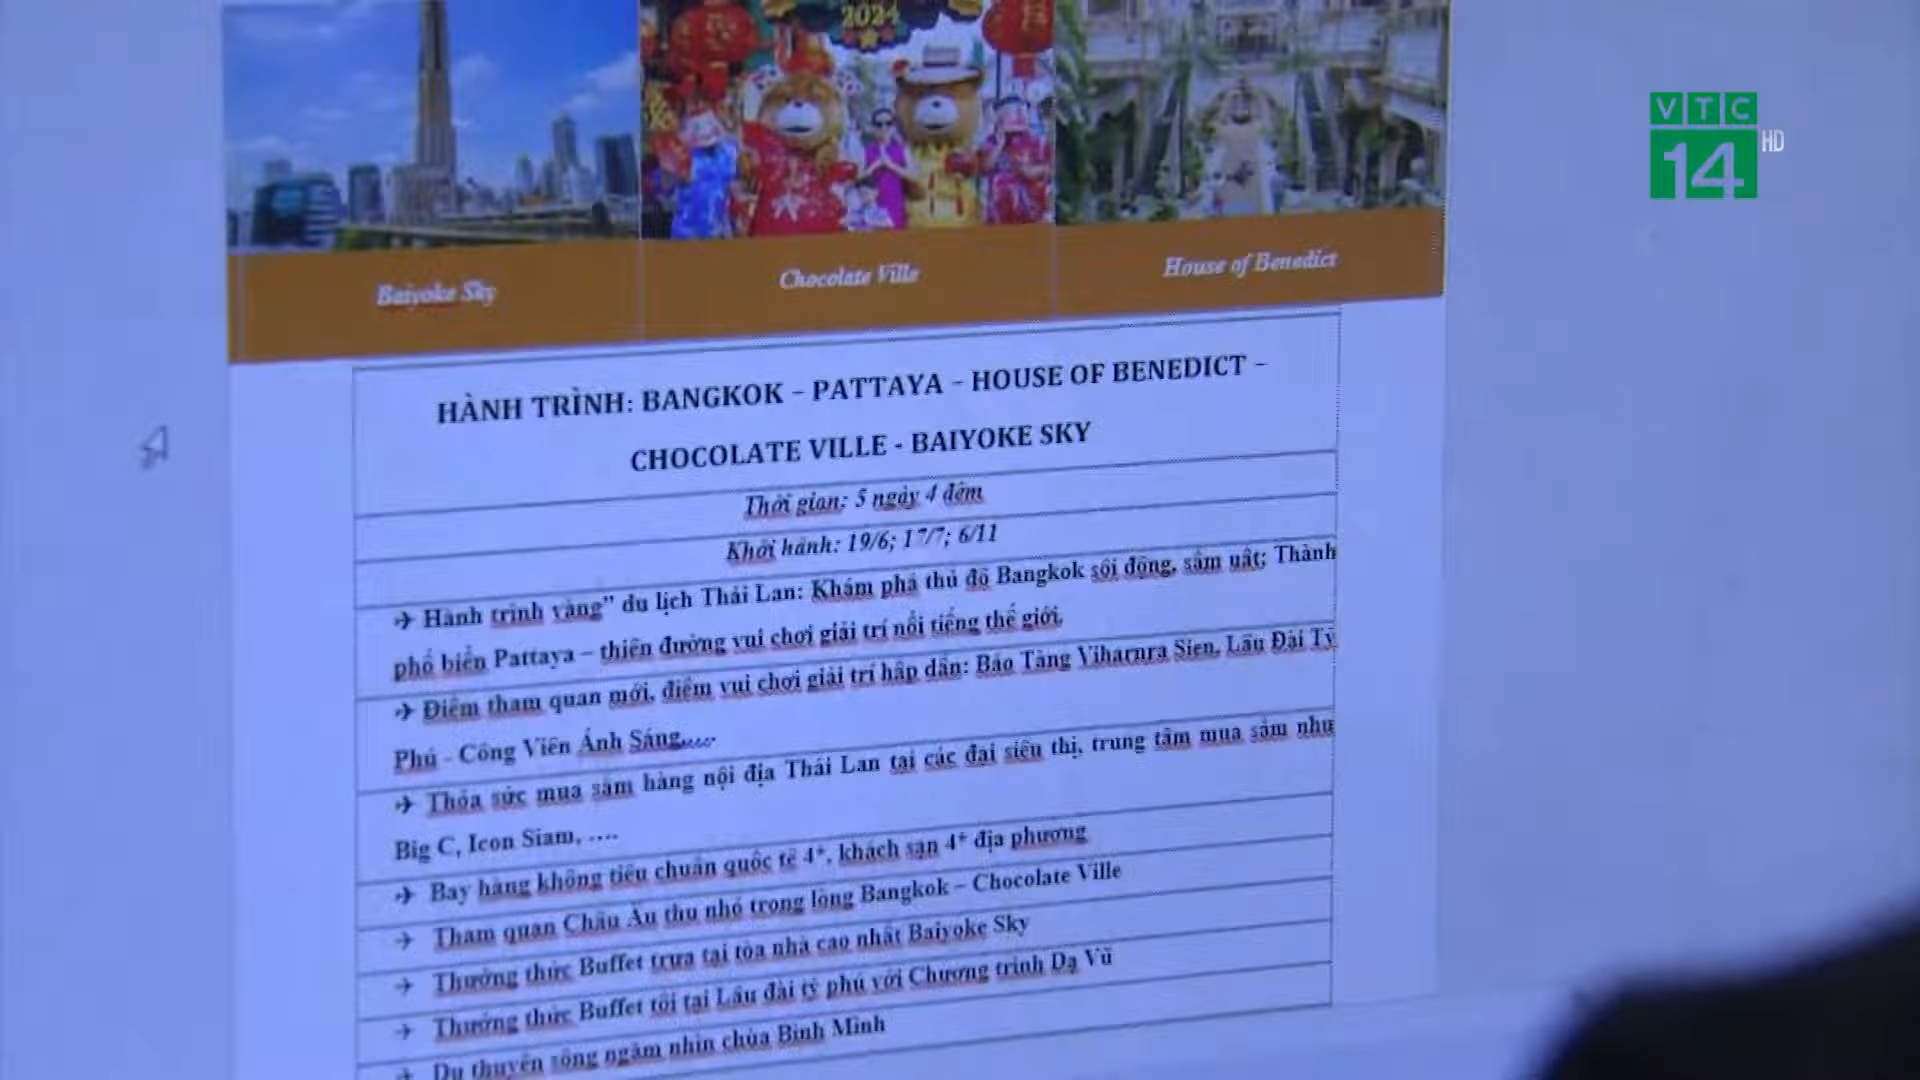 2024
VTC
14 HD
Baiyoke Sky
Chocolate Ville
House of Benedict
HÀNH TRÌNH: BANGKOK – PATTAYA – HOUSE OF BENEDICT –
CHOCOLATE VILLE - BAIYOKE SKY
Thời gian: 5 ngày 4 đêm
Khởi hành: 19/6; 17/7; 6/11
Hành trình vàng” du lịch Thái Lan: Khám phá thủ đô Bangkok sôi động, sầm uất; Thành
phố biển Pattaya – thiên đường vui chơi giải trí nổi tiếng thế giới.
Điểm tham quan mới, điểm vui chơi giải trí hấp dẫn: Bảo Tàng Viharnra Sien, Lâu Đài Tỷ
Phú - Công Viên Ánh Sáng.....
Thỏa sức mua sắm hàng nội địa Thái Lan tại các đại siêu thị, trung tâm mua sắm như
Big C, Icon Siam, ....
Bay hàng không tiêu chuẩn quốc tế 4*, khách sạn 4* địa phương
Tham quan Châu Âu thu nhỏ trong lòng Bangkok – Chocolate Ville
Thưởng thức Buffet trưa tại tòa nhà cao nhất Baiyoke Sky
Thưởng thức Buffet tối tại Lâu đài tỷ phú với Chương trình Dạ Vũ
Du thuyền sông ngắm nhìn chùa Bình Minh